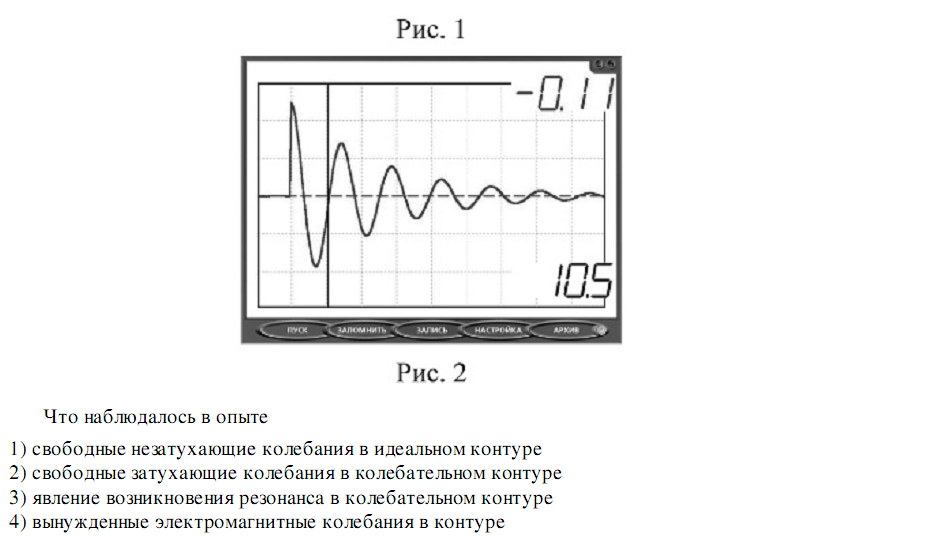 Рис. 1
-0.11
10.5
ПУСК ЗАПОМНИТЬ ЗАПИСЬ НАСТРОЙКА АРХИВ
Рис. 2
Что наблюдалось в опыте
1) свободные незатухающие колебания в идеальном контуре
2) свободные затухающие колебания в колебательном контуре
3) явление возникновения резонанса в колебательном контуре
4) вынужденные электромагнитные колебания в контуре